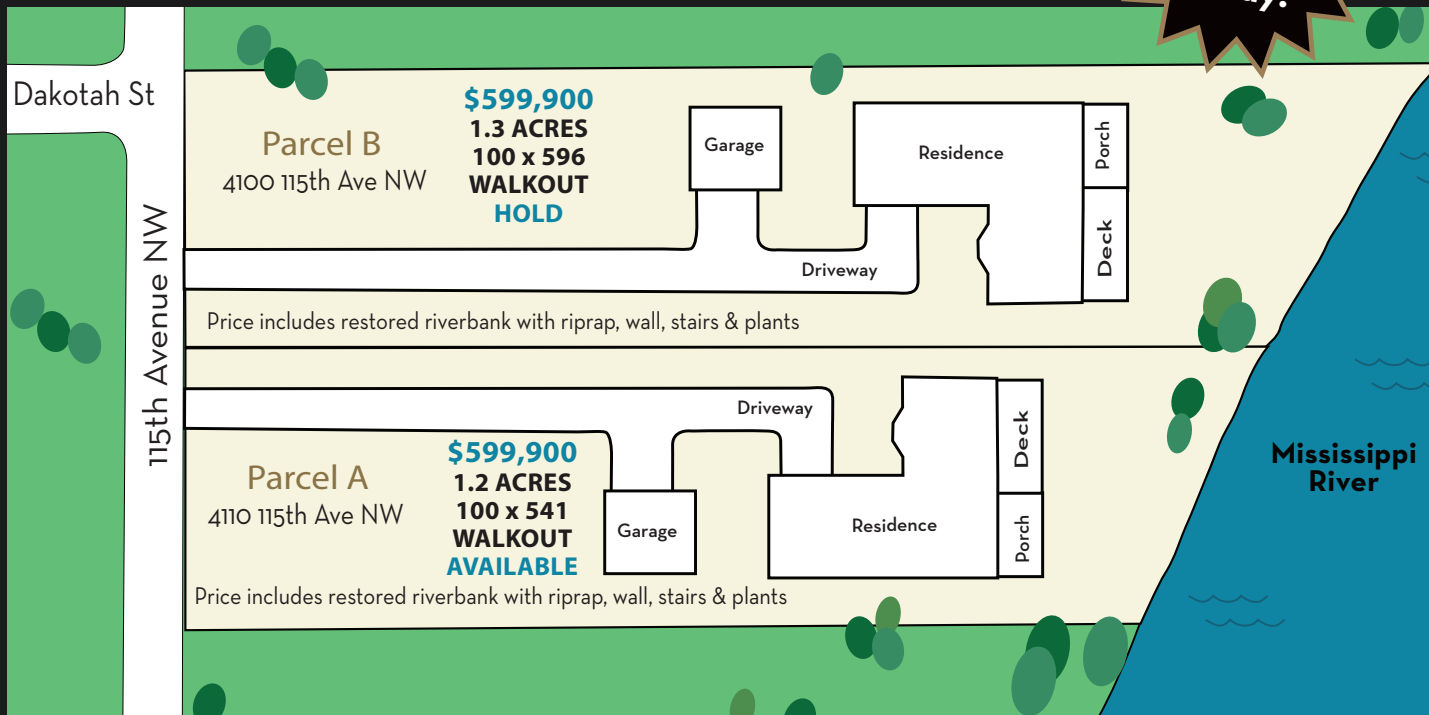 Dakotah St
115th Avenue NW
Parcel B
4100 115th Ave NW
$599,900
1.3 ACRES
100 x 596
WALKOUT
HOLD
Garage
Residence
Porch
Deck
Driveway
Price includes restored riverbank with riprap, wall, stairs & plants
Driveway
Parcel A
4110 115th Ave NW
$599,900
1.2 ACRES
100 x 541
WALKOUT
AVAILABLE
Garage
Residence
Deck
Porch
Price includes restored riverbank with riprap, wall, stairs & plants
Mississippi
River